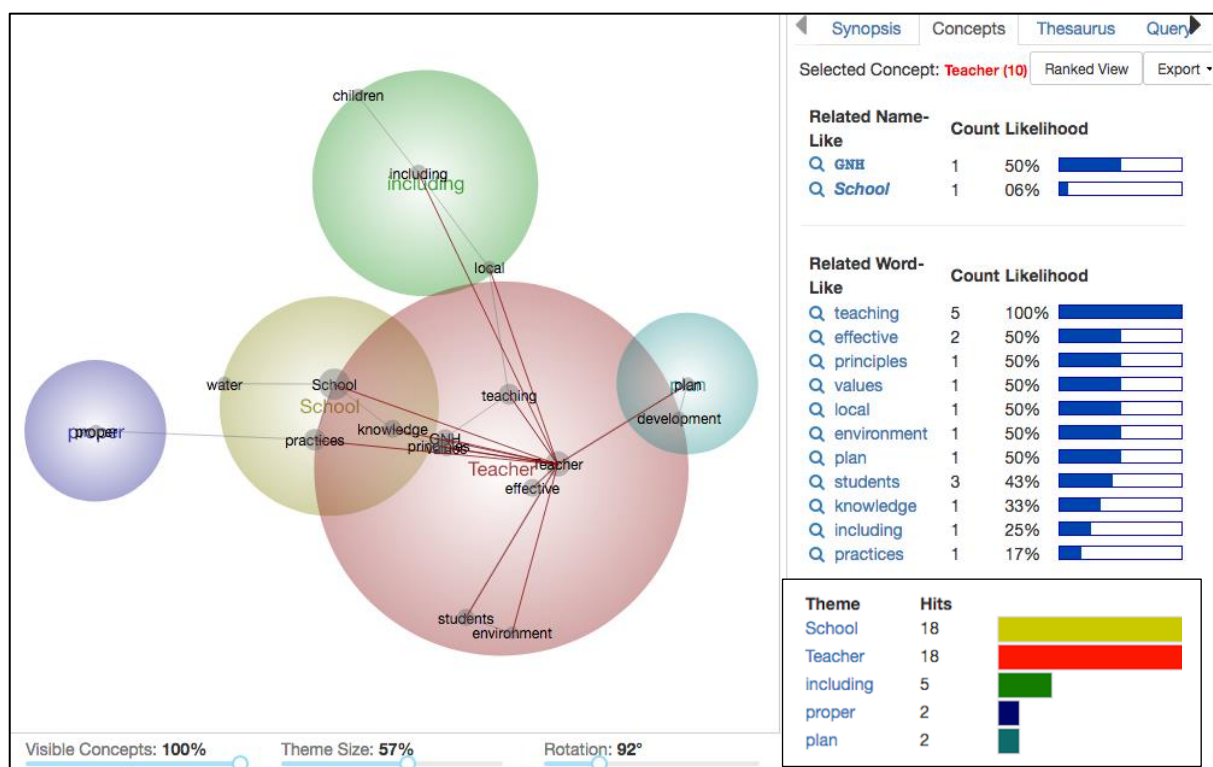 children
including
including
local
water
School
School
teaching
plan
plan
development
proper
proper
practices
knowledge
GNH
principles
values
Teacher
teacher
effective
students
environment
Visible Concepts: 100%
Theme Size: 57%
Rotation: 92°
Synopsis Concepts Thesaurus Query
Selected Concept: Teacher (10) Ranked View Export
Related Name-
Like Count Likelihood
GNH 1 50%
School 1 06%
Related Word-
Like Count Likelihood
teaching 5 100%
effective 2 50%
principles 1 50%
values 1 50%
local 1 50%
environment 1 50%
plan 1 50%
students 3 43%
knowledge 1 33%
including 1 25%
practices 1 17%
Theme Hits
School 18
Teacher 18
including 5
proper 2
plan 2